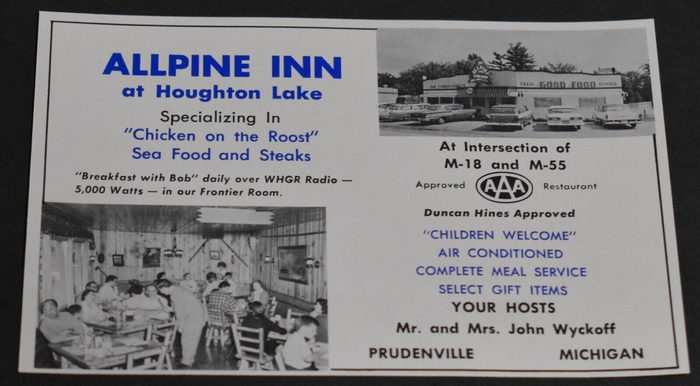 ALLPINE INN
at Houghton Lake
Specializing In
"Chicken on the Roost"
Sea Food and Steaks
"Breakfast with Bob" daily over WHGR Radio —
5,000 Watts — in our Frontier Room.
AIR CONDITIONED
GOOD FOOD
At Intersection of
M-18 and M-55
Approved AAA Restaurant
Duncan Hines Approved
"CHILDREN WELCOME"
AIR CONDITIONED
COMPLETE MEAL SERVICE
SELECT GIFT ITEMS
YOUR HOSTS
Mr. and Mrs. John Wyckoff
PRUDENVILLE MICHIGAN